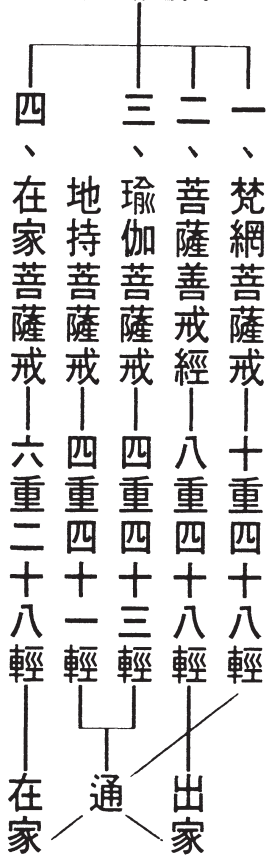 一、梵網菩薩戒—十重四十八輕
二、菩薩善戒經—八重四十八輕
三、瑜伽菩薩戒—四重四十三輕
地持菩薩戒—四重四十一輕
四、在家菩薩戒—六重二十八輕
出家
通
在家